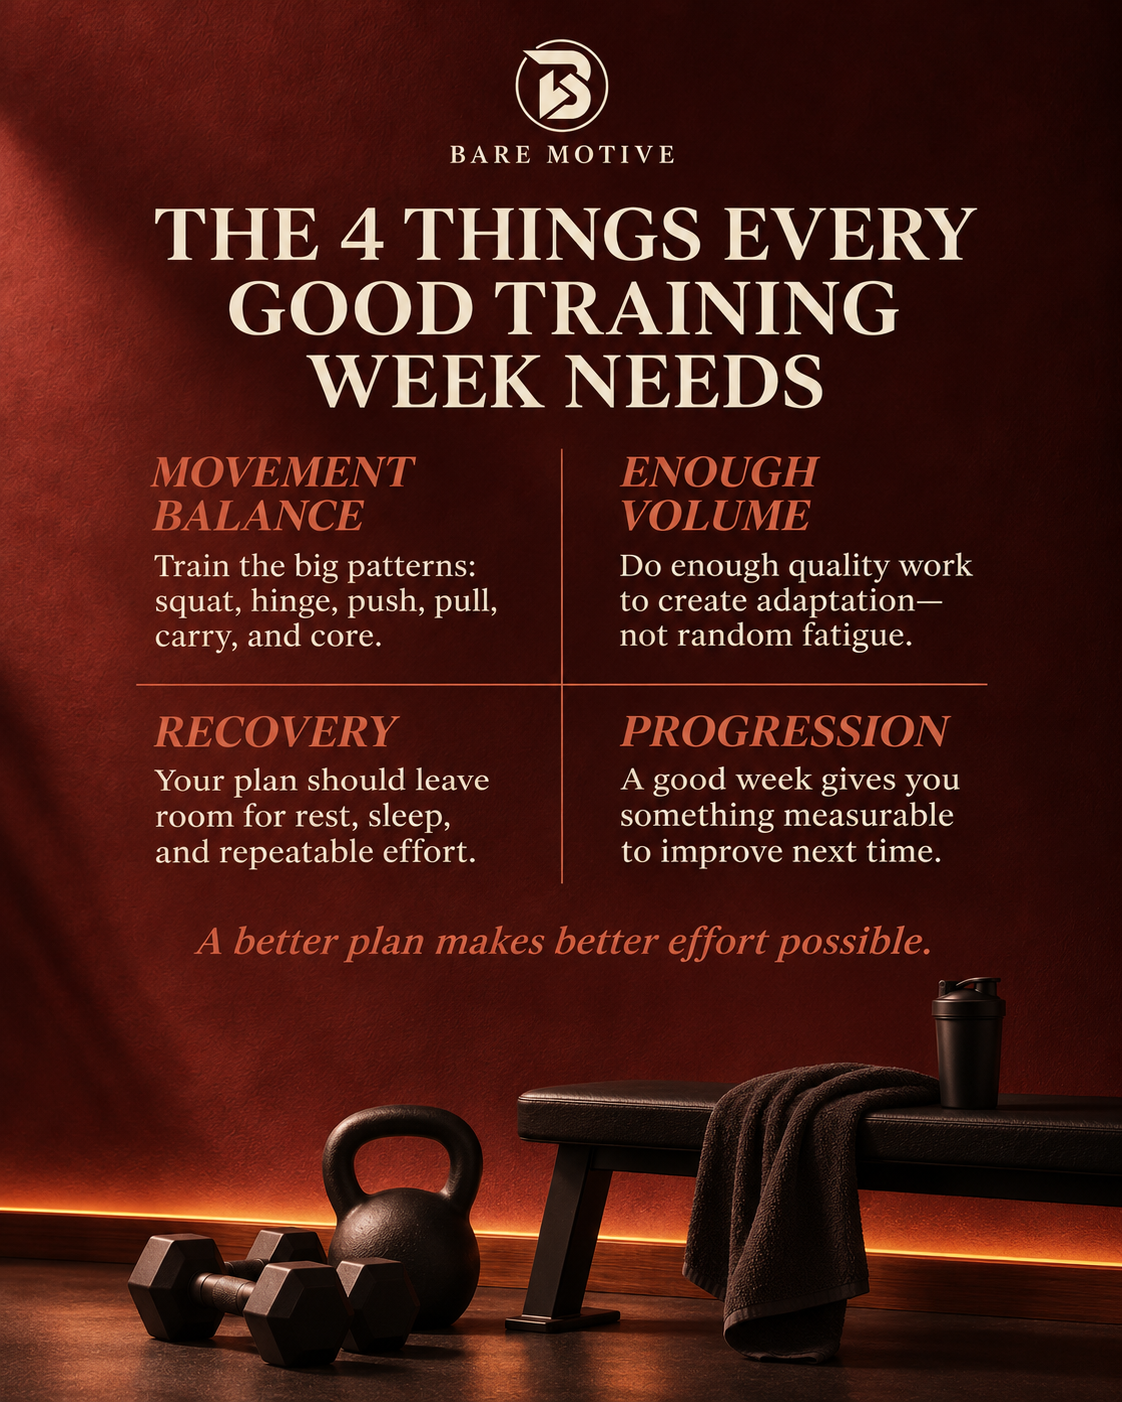 BARE MOTIVE
THE 4 THINGS EVERY
GOOD TRAINING
WEEK NEEDS
MOVEMENT
BALANCE
Train the big patterns:
squat, hinge, push, pull,
carry, and core.
ENOUGH
VOLUME
Do enough quality work
to create adaptation—
not random fatigue.
RECOVERY
Your plan should leave
room for rest, sleep,
and repeatable effort.
PROGRESSION
A good week gives you
something measurable
to improve next time.
A better plan makes better effort possible.